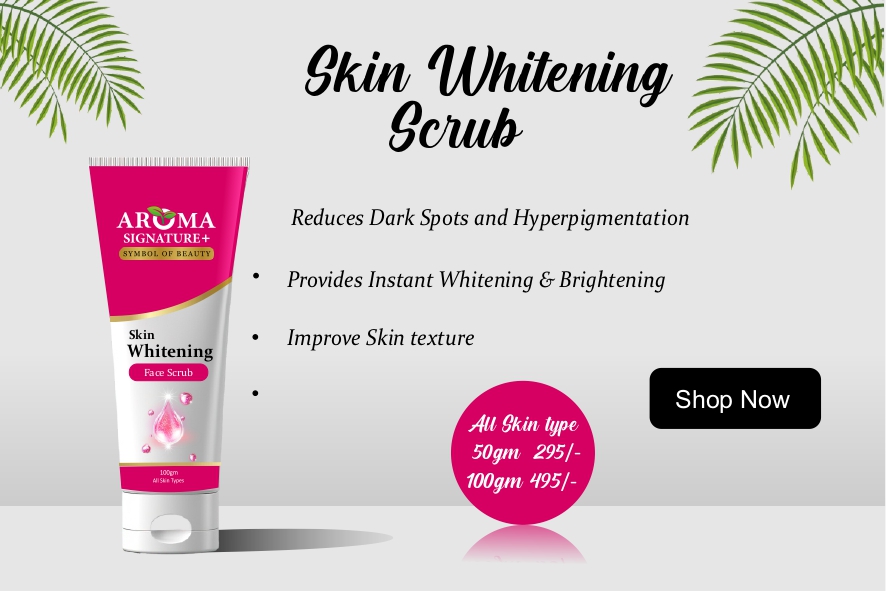 Skin Whitening
Scrub
AROMA
SIGNATURE+
SYMBOL OF BEAUTY
Skin
Whitening
Face Scrub
100gm
All Skin Types
Reduces Dark Spots and Hyperpigmentation
• Provides Instant Whitening & Brightening
• Improve Skin texture
•
All Skin type
50gm 295/-
100gm 495/-
Shop Now